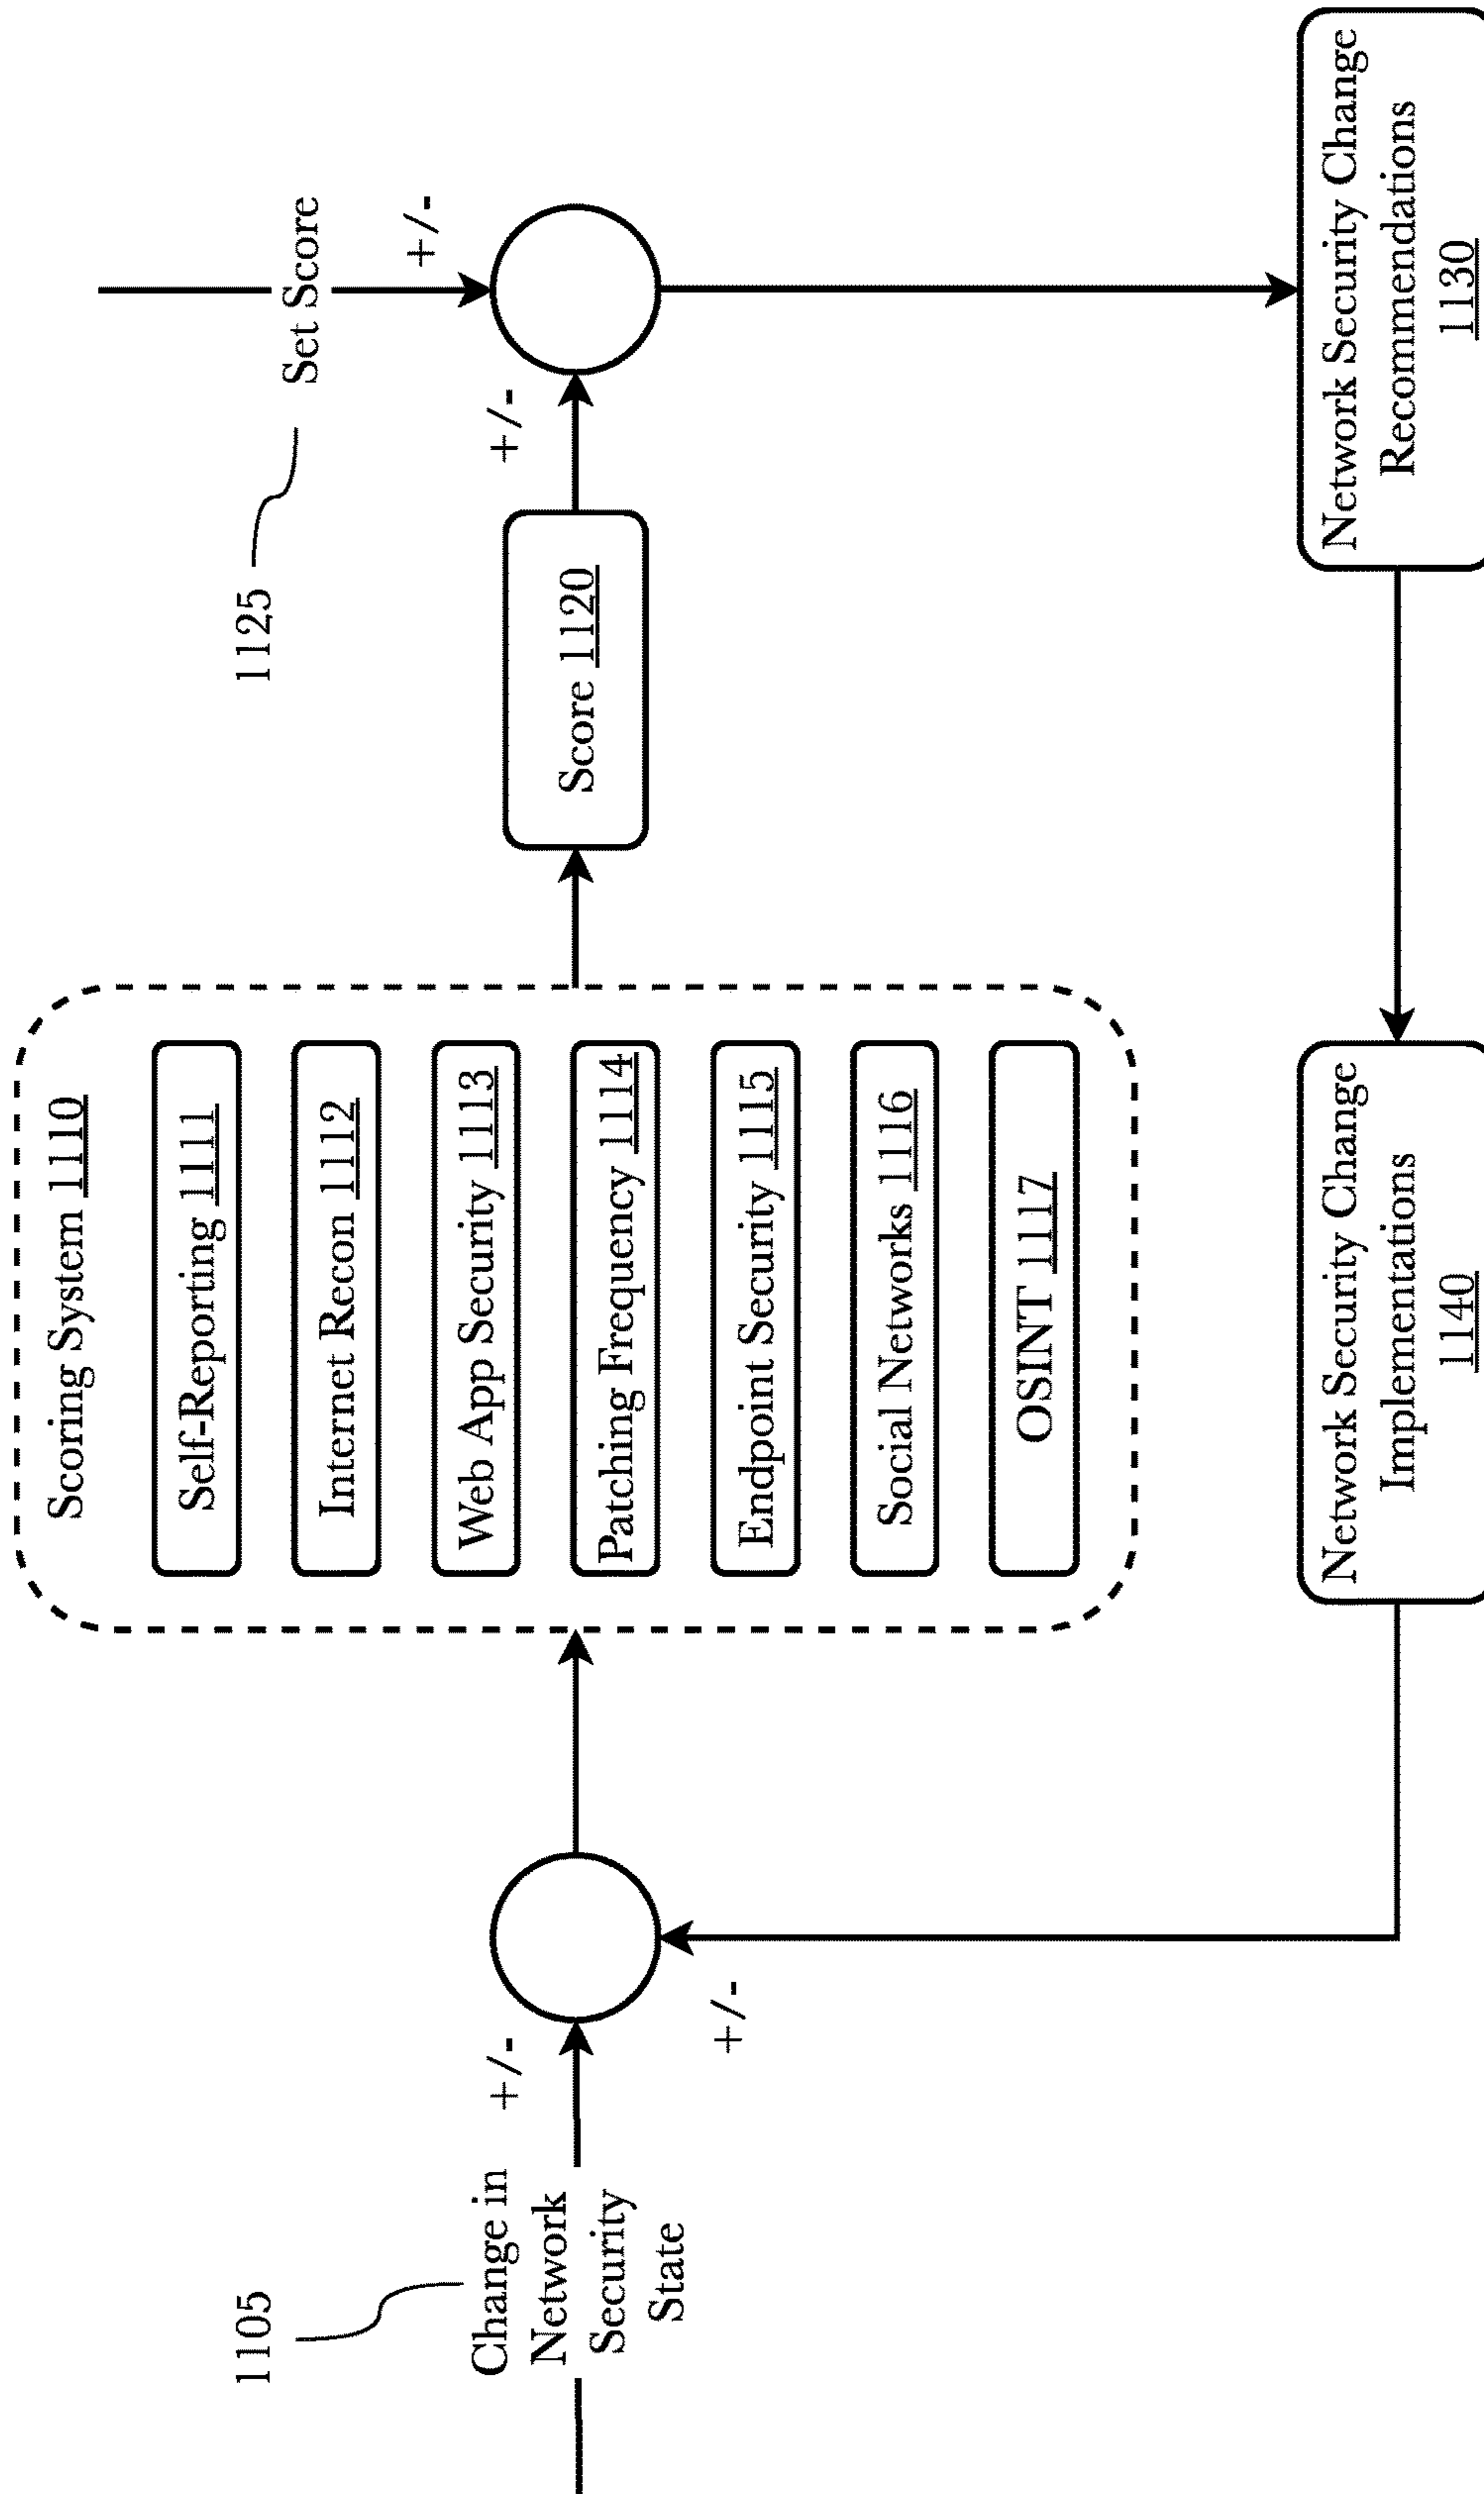 1105
Change in
Network
Security
State
+/-
+/-
Scoring System 1110
Self-Reporting 1111
Internet Recon 1112
Web App Security 1113
Patching Frequency 1114
Endpoint Security 1115
Social Networks 1116
OSINT 1117
Score 1120
+/-
1125
Set Score
+/-
Network Security Change
Implementations
1140
Network Security Change
Recommendations
1130